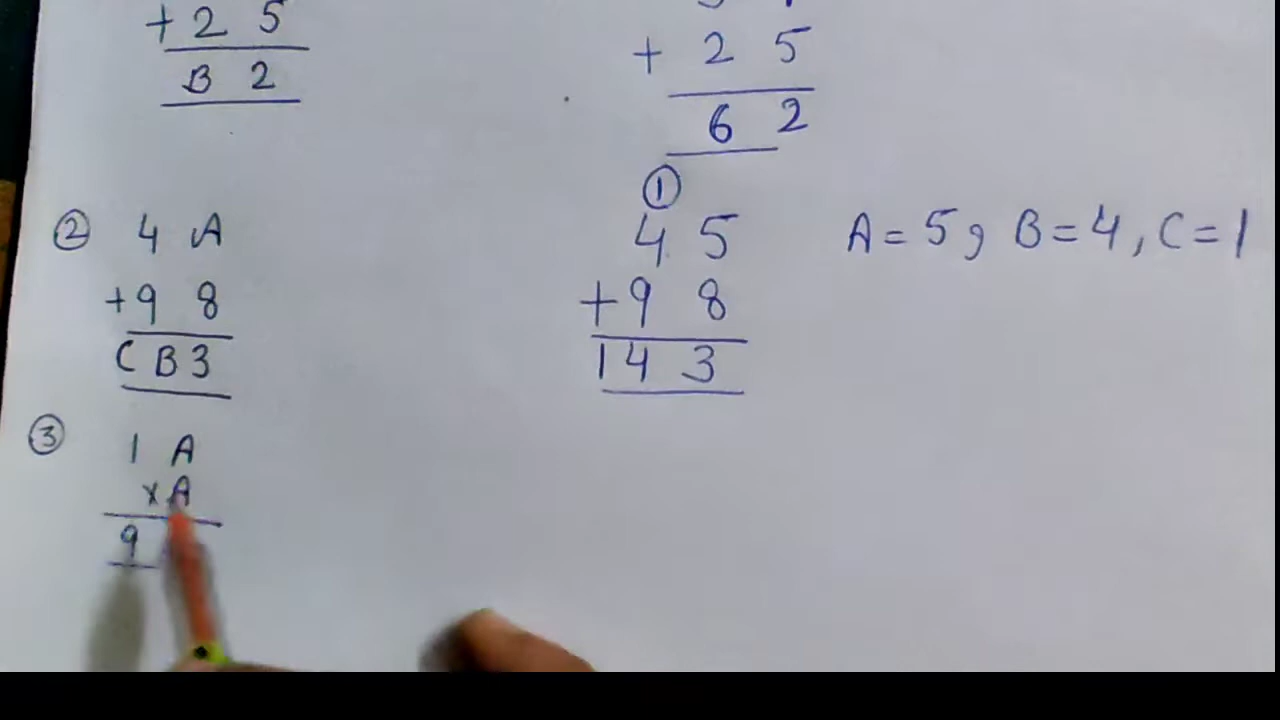 + 2 5
B 2
+ 2 5
6 2
② 4 A
+ 9 8
C B 3
①
4 5
+ 9 8
1 4 3
A = 5, B = 4, C = 1
③ 1 A
× A
9